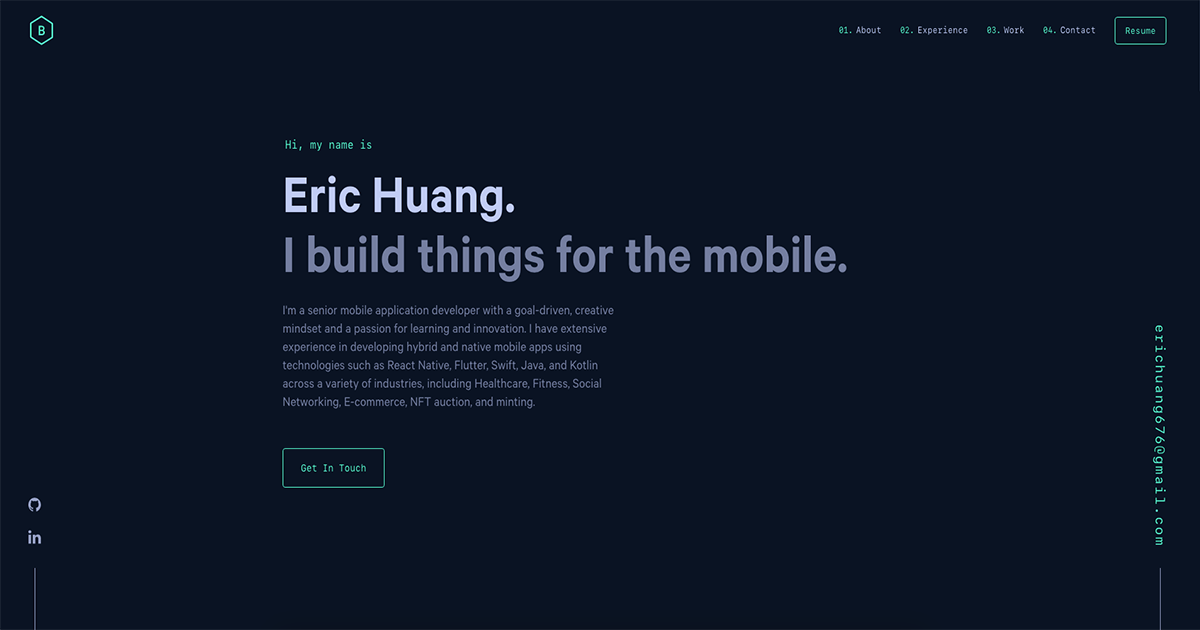 B
01. About
02. Experience
03. Work
04. Contact
Resume
Hi, my name is
Eric Huang.
I build things for the mobile.
I'm a senior mobile application developer with a goal-driven, creative
mindset and a passion for learning and innovation. I have extensive
experience in developing hybrid and native mobile apps using
technologies such as React Native, Flutter, Swift, Java, and Kotlin
across a variety of industries, including Healthcare, Fitness, Social
Networking, E-commerce, NFT auction, and minting.
Get In Touch
in
erichuang676@gmail.com